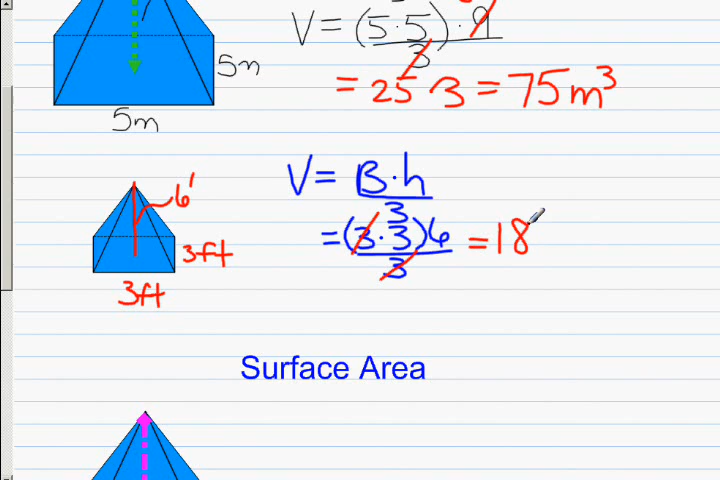 V = (5·5)·9
3
5m
= 25·3 = 75m³
5m
V = B·h
3
6'
= (3·3)6 = 18
3
3ft
3ft
Surface Area